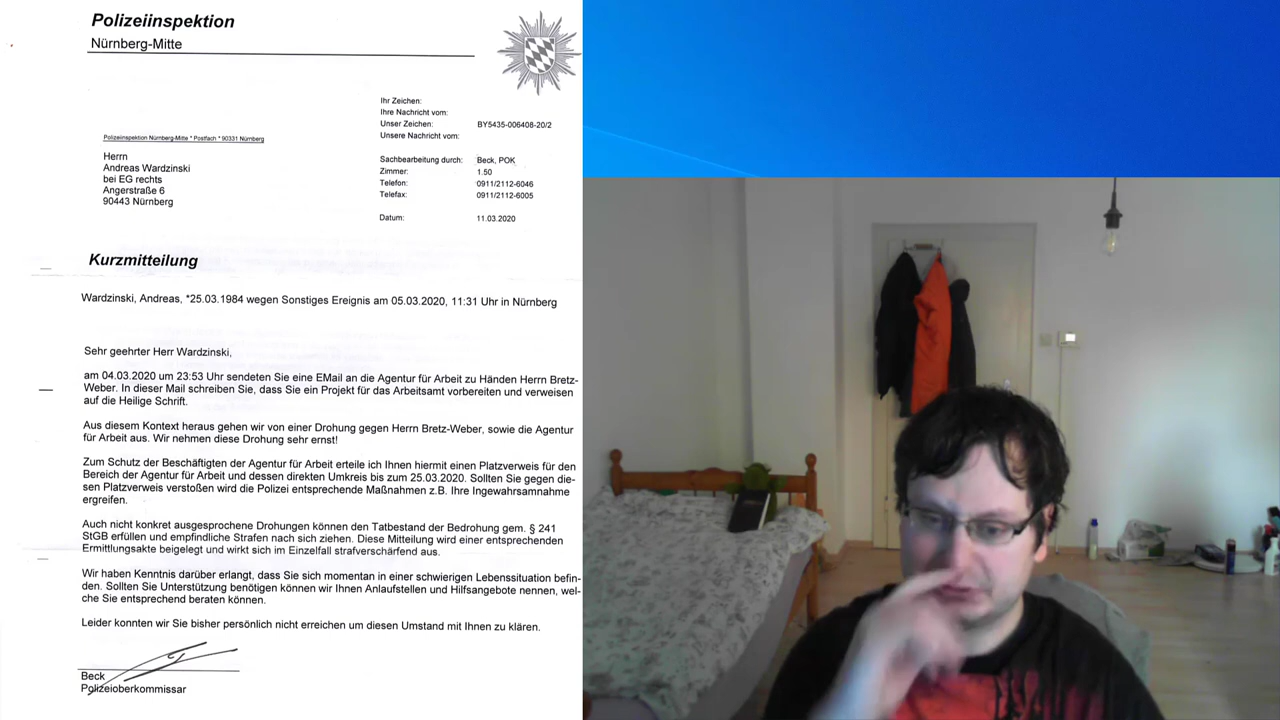 Polizeiinspektion
Nürnberg-Mitte
Ihr Zeichen:
Ihre Nachricht vom:
Unser Zeichen: BY5435-006408-20/2
Unsere Nachricht vom:
Polizeiinspektion Nürnberg-Mitte * Postfach * 90331 Nürnberg
Herrn
Andreas Wardzinski
bei EG rechts
Angerstraße 6
90443 Nürnberg
Sachbearbeitung durch: Beck, POK
Zimmer: 1.50
Telefon: 0911/2112-6046
Telefax: 0911/2112-6005
Datum: 11.03.2020
Kurzmitteilung
Wardzinski, Andreas, *25.03.1984 wegen Sonstiges Ereignis am 05.03.2020, 11:31 Uhr in Nürnberg
Sehr geehrter Herr Wardzinski,
am 04.03.2020 um 23:53 Uhr sendeten Sie eine EMail an die Agentur für Arbeit zu Händen Herrn Bretz-
Weber. In dieser Mail schreiben Sie, dass Sie ein Projekt für das Arbeitsamt vorbereiten und verweisen
auf die Heilige Schrift.
Aus diesem Kontext heraus gehen wir von einer Drohung gegen Herrn Bretz-Weber, sowie die Agentur
für Arbeit aus. Wir nehmen diese Drohung sehr ernst!
Zum Schutz der Beschäftigten der Agentur für Arbeit erteile ich Ihnen hiermit einen Platzverweis für den
Bereich der Agentur für Arbeit und dessen direkten Umkreis bis zum 25.03.2020. Sollten Sie gegen die-
sen Platzverweis verstoßen wird die Polizei entsprechende Maßnahmen z.B. Ihre Ingewahrsamnahme
ergreifen.
Auch nicht konkret ausgesprochene Drohungen können den Tatbestand der Bedrohung gem. § 241
StGB erfüllen und empfindliche Strafen nach sich ziehen. Diese Mitteilung wird einer entsprechenden
Ermittlungsakte beigelegt und wirkt sich im Einzelfall strafverschärfend aus.
Wir haben Kenntnis darüber erlangt, dass Sie sich momentan in einer schwierigen Lebenssituation befin-
den. Sollten Sie Unterstützung benötigen können wir Ihnen Anlaufstellen und Hilfsangebote nennen, wel-
che Sie entsprechend beraten können.
Leider konnten wir Sie bisher persönlich nicht erreichen um diesen Umstand mit Ihnen zu klären.
Beck
Polizeioberkommissar